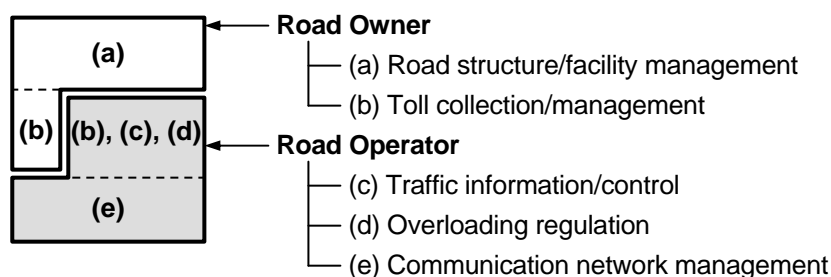 Road Owner
(a)
(a) Road structure/facility management
(b) (b), (c), (d)
(b) Toll collection/management
Road Operator
(c) Traffic information/control
(e)
(d) Overloading regulation
(e) Communication network management